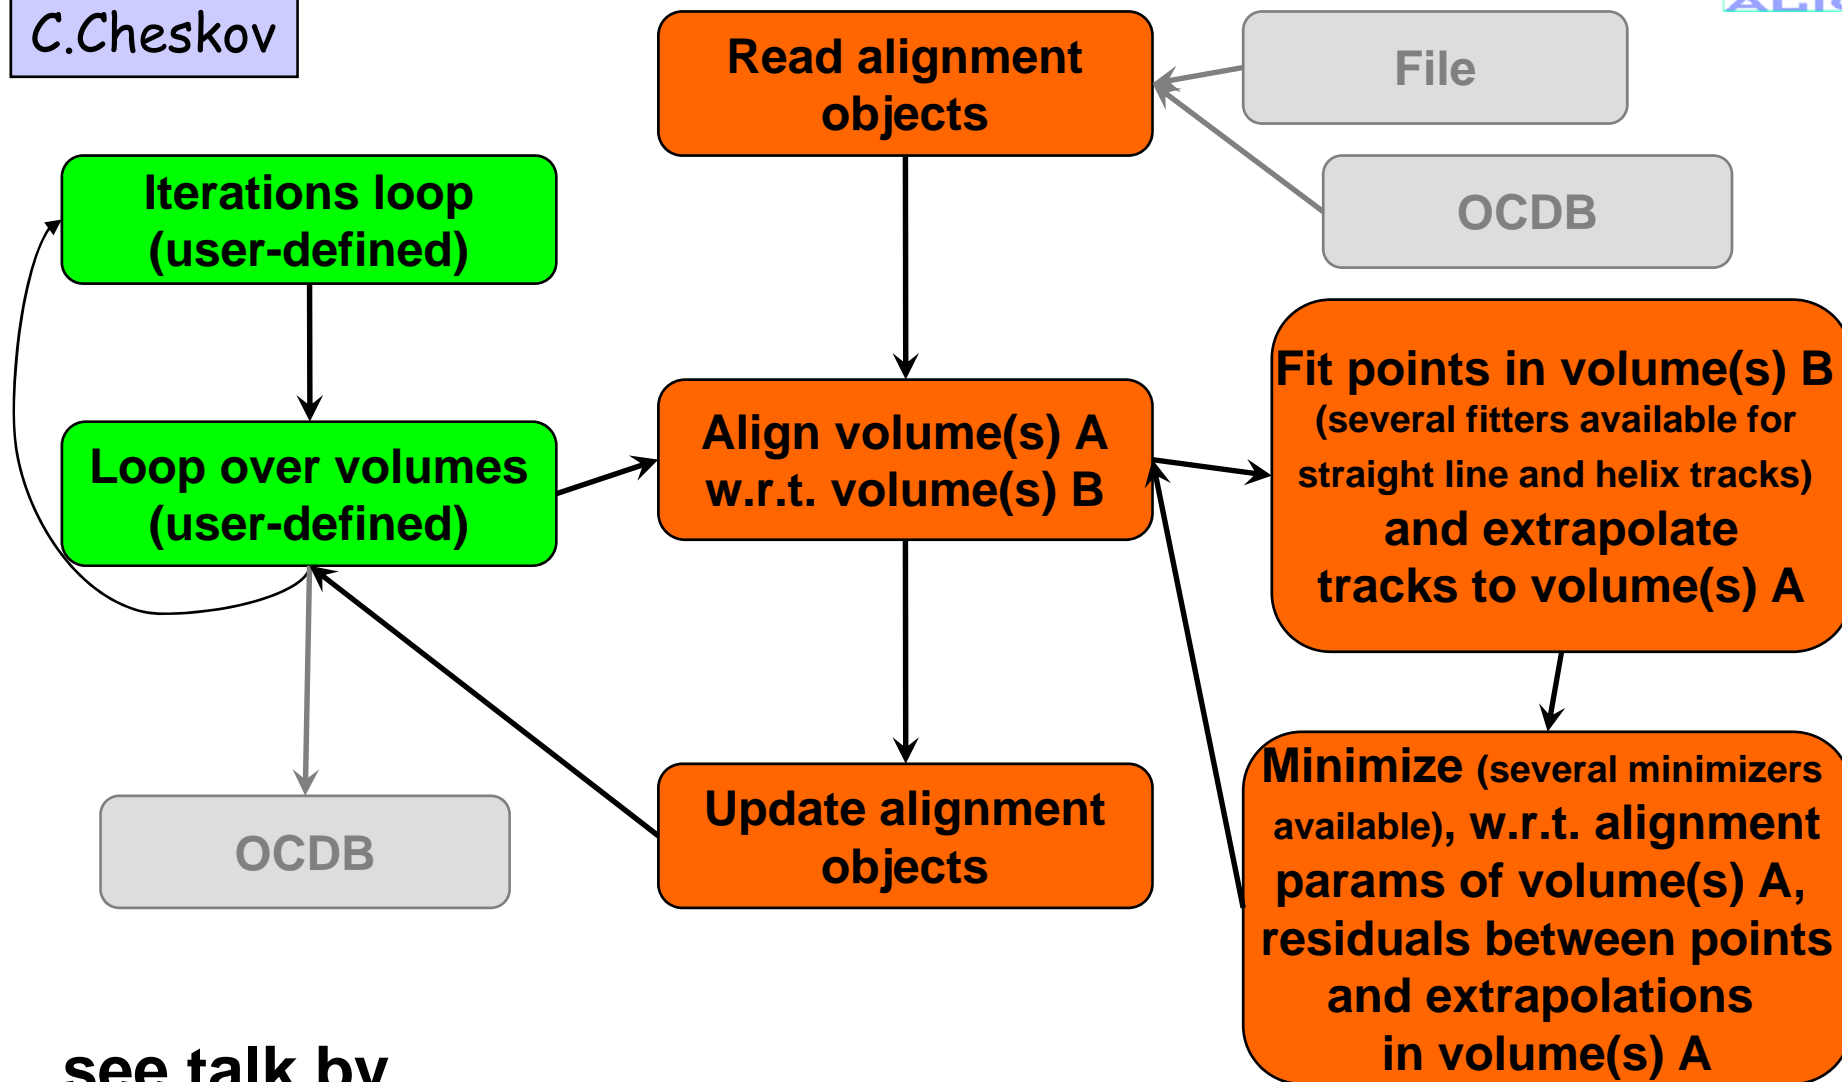 C.Cheskov
Read alignment
objects
File
OCDB
Iterations loop
(user-defined)
Loop over volumes
(user-defined)
Align volume(s) A
w.r.t. volume(s) B
Fit points in volume(s) B
(several fitters available for
straight line and helix tracks)
and extrapolate
tracks to volume(s) A
OCDB
Update alignment
objects
Minimize (several minimizers
available), w.r.t. alignment
params of volume(s) A,
residuals between points
and extrapolations
in volume(s) A
see talk by